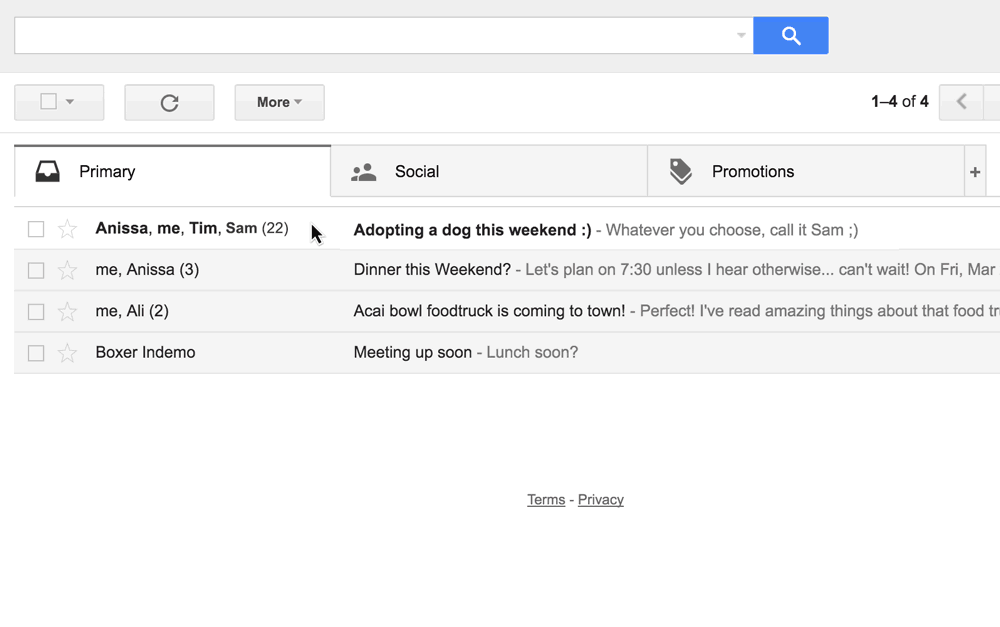 More
1–4 of 4
Primary
Social
Promotions
+
Anissa, me, Tim, Sam (22) Adopting a dog this weekend :) - Whatever you choose, call it Sam ;)
me, Anissa (3) Dinner this Weekend? - Let's plan on 7:30 unless I hear otherwise... can't wait! On Fri, Mar
me, Ali (2) Acai bowl foodtruck is coming to town! - Perfect! I've read amazing things about that food
Boxer Indemo Meeting up soon - Lunch soon?
Terms - Privacy